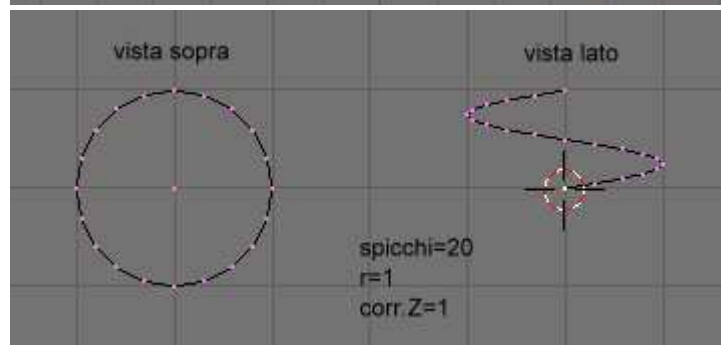 vista sopra
vista lato
spicchi=20
r=1
corr.Z=1